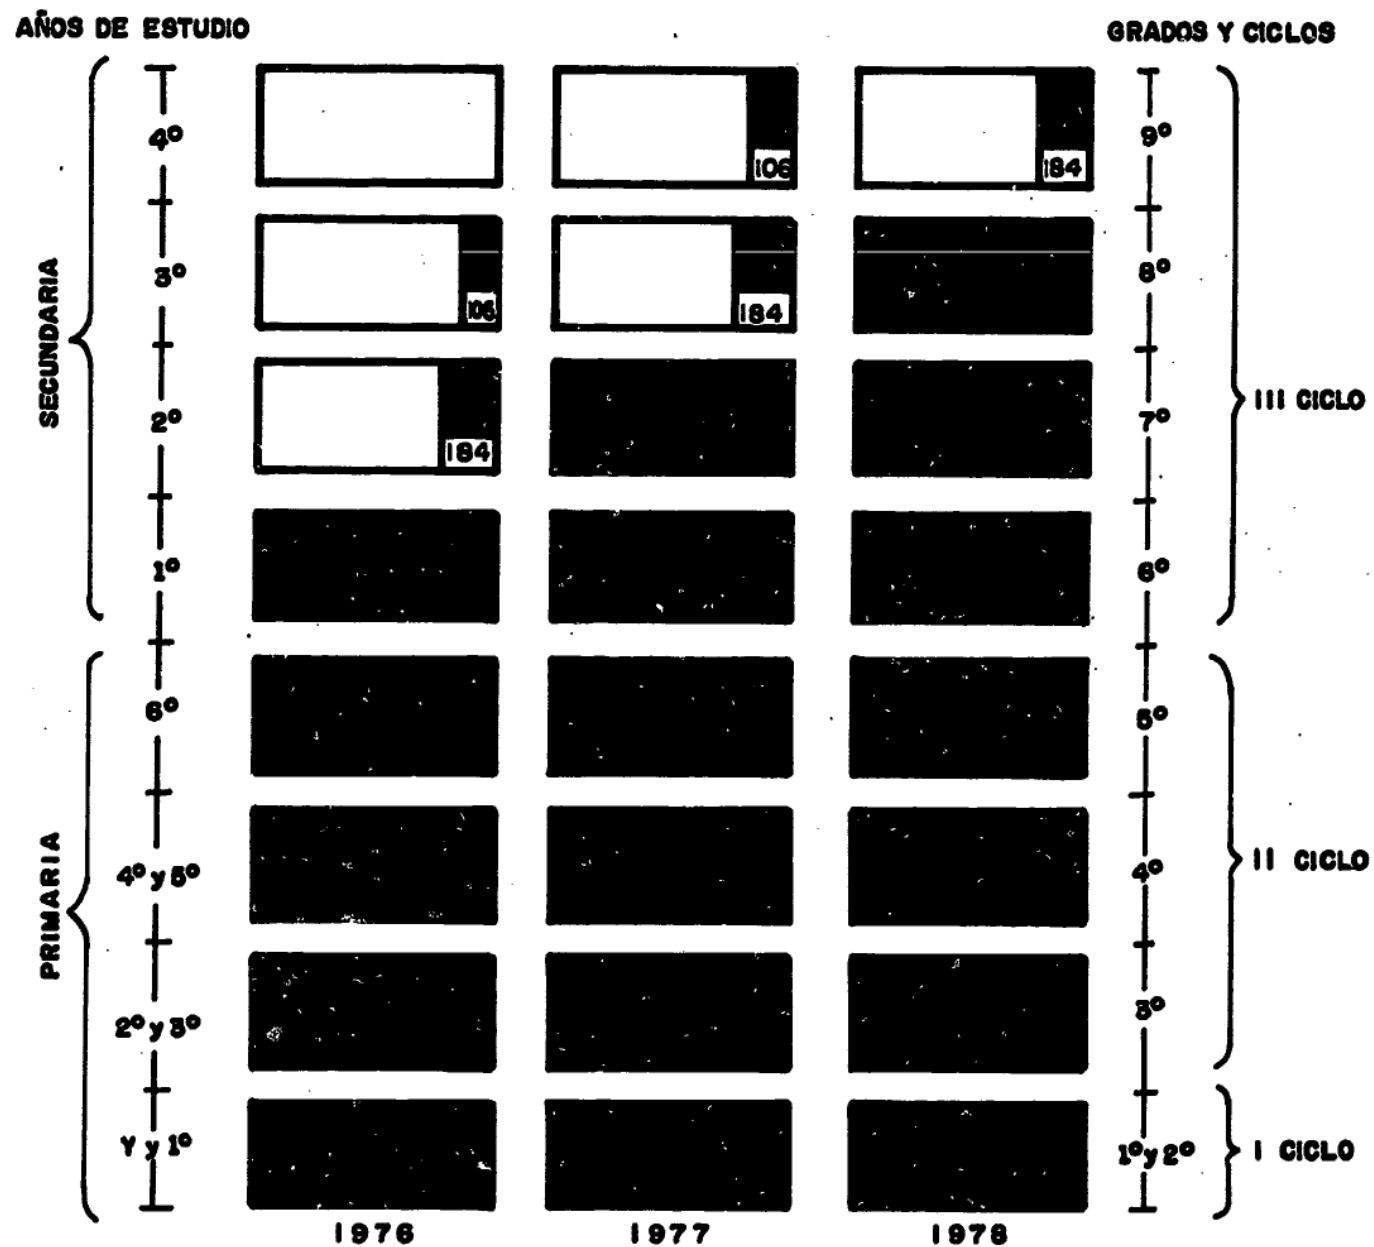 AÑOS DE ESTUDIO
GRADOS Y CICLOS
4º
106
184
9º
SECUNDARIA
3º
106
184
8º
2º
184
7º
III CICLO
1º
6º
PRIMARIA
6º
5º
4º y 5º
4º
II CICLO
2º y 3º
3º
Y y 1º
1º y 2º
I CICLO
1976
1977
1978